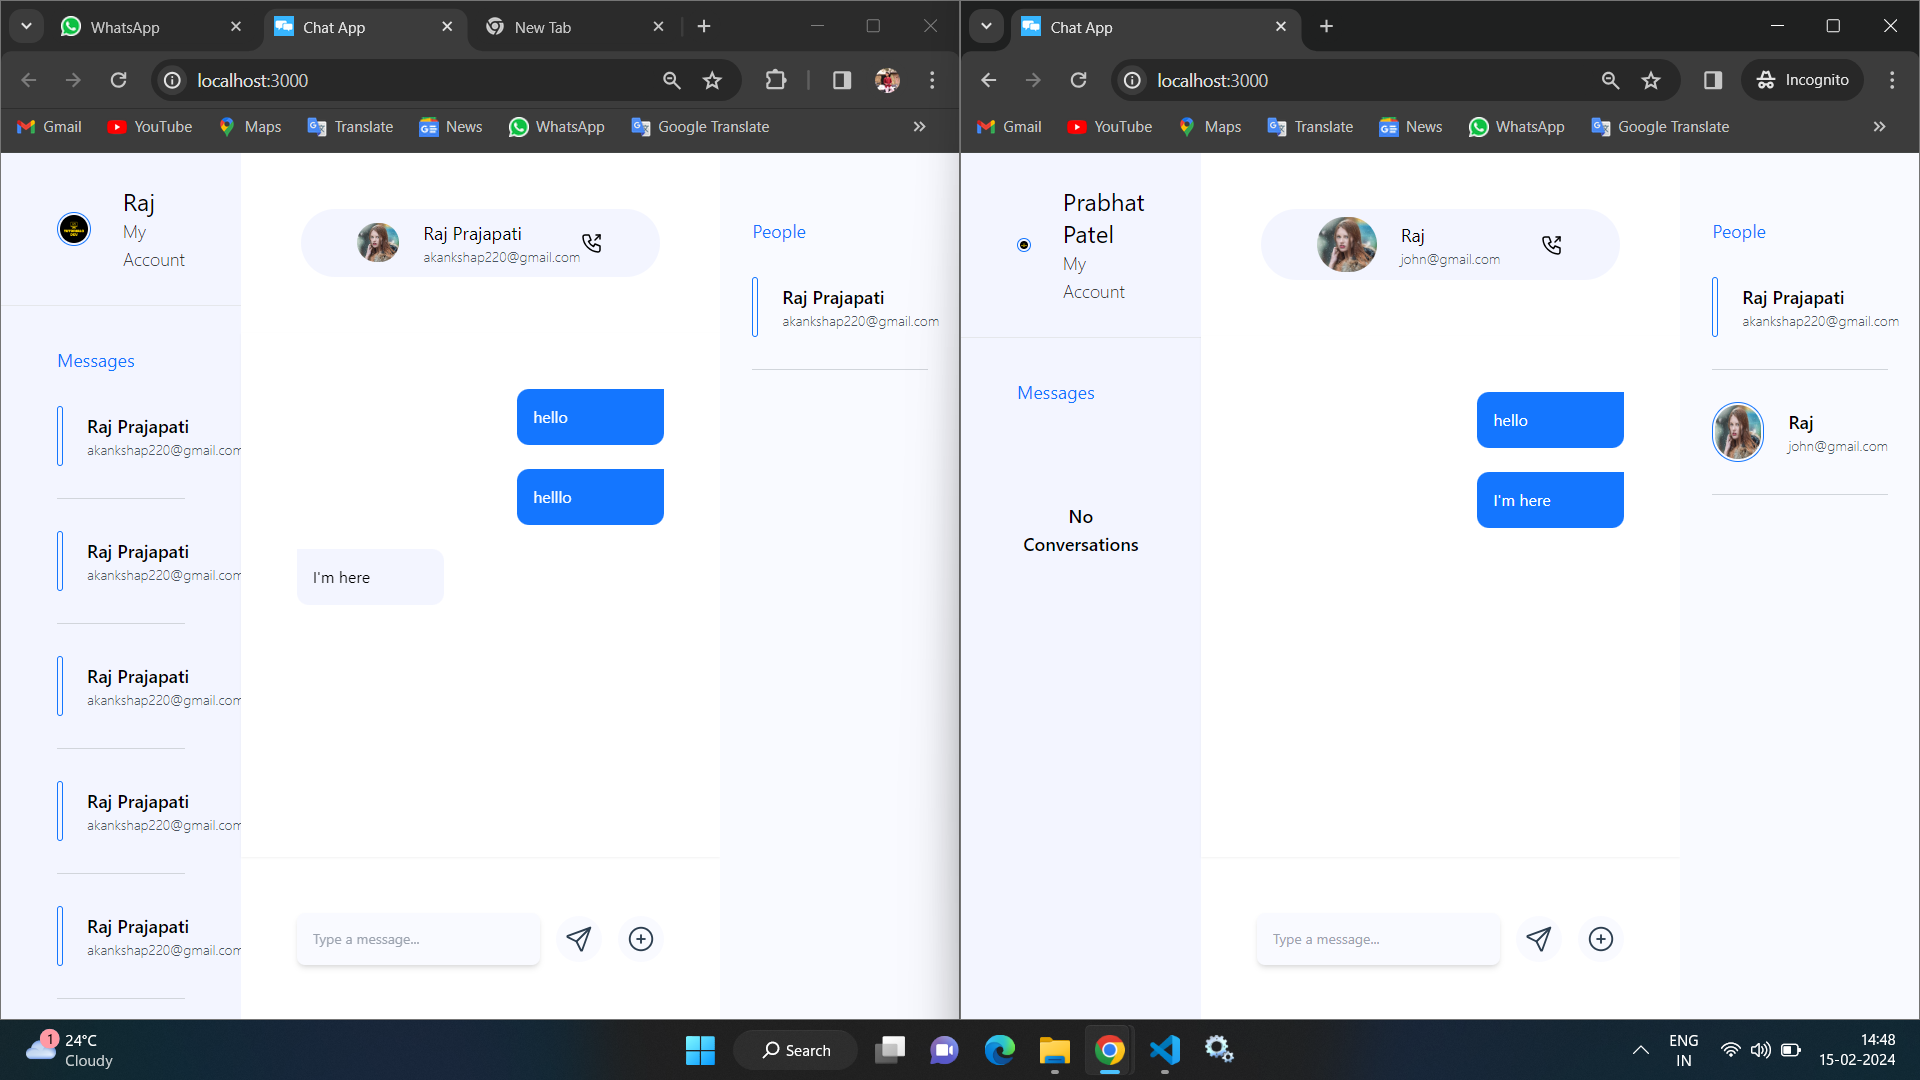 WhatsApp
Chat App
New Tab
localhost:3000
Gmail
YouTube
Maps
Translate
News
WhatsApp
Google Translate
Raj
My
Account
Messages
Raj Prajapati
akankshap220@gmail.com
Raj Prajapati
akankshap220@gmail.com
Raj Prajapati
akankshap220@gmail.com
Raj Prajapati
akankshap220@gmail.com
Raj Prajapati
akankshap220@gmail.com
Raj Prajapati
akankshap220@gmail.com
hello
helllo
I'm here
Type a message...
People
Raj Prajapati
akankshap220@gmail.com
Chat App
localhost:3000
Incognito
Gmail
YouTube
Maps
Translate
News
WhatsApp
Google Translate
Prabhat
Patel
My
Account
Messages
No
Conversations
Raj
john@gmail.com
hello
I'm here
Type a message...
People
Raj Prajapati
akankshap220@gmail.com
Raj
john@gmail.com
1
24°C
Cloudy
Search
ENG
IN
14:48
15-02-2024